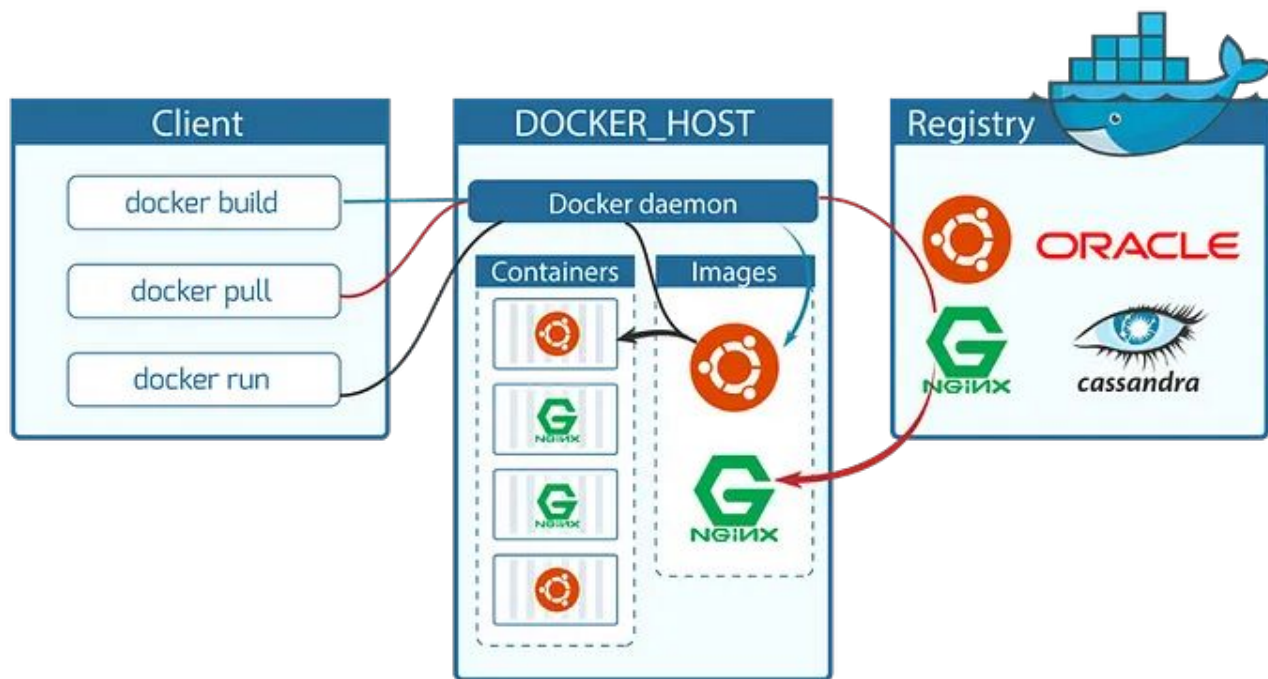 Client
docker build
docker pull
docker run
DOCKER_HOST
Docker daemon
Containers
NGiNX
NGiNX
Images
NGiNX
Registry
ORACLE
NGiNX
cassandra